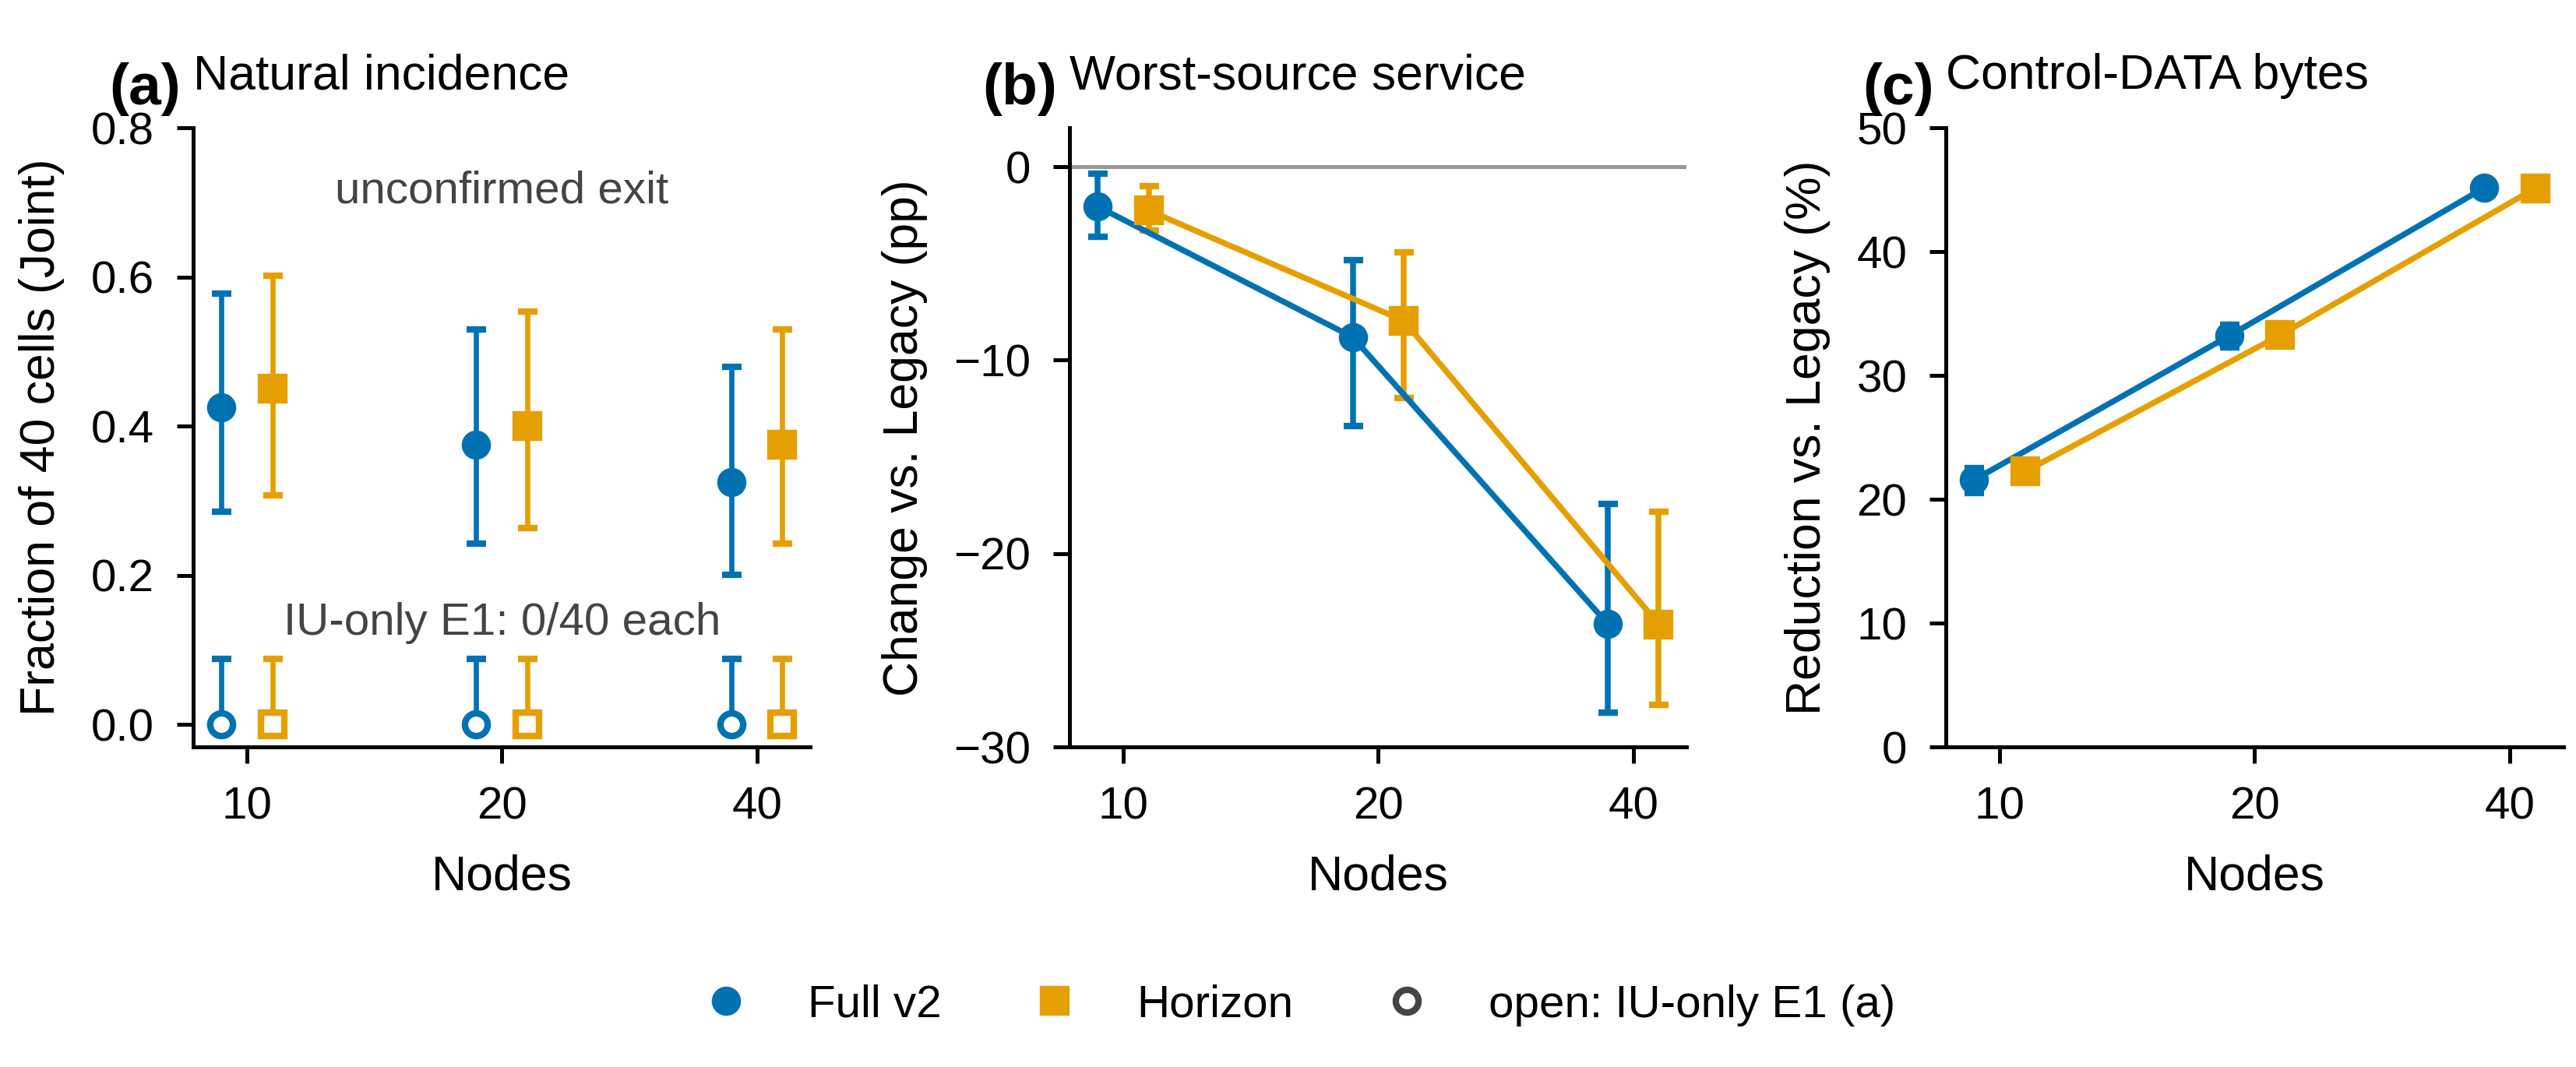 (a) Natural incidence
Fraction of 40 cells (Joint)
0.8
0.6
0.4
0.2
0.0
unconfirmed exit
IU-only E1: 0/40 each
10 20 40
Nodes
(b) Worst-source service
Change vs. Legacy (pp)
0
−10
−20
−30
10 20 40
Nodes
(c) Control-DATA bytes
Reduction vs. Legacy (%)
50
40
30
20
10
0
10 20 40
Nodes
Full v2 Horizon open: IU-only E1 (a)